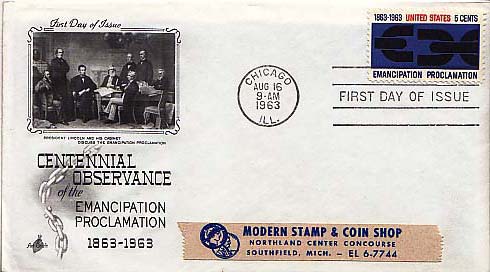 First Day of Issue
PRESIDENT LINCOLN AND HIS CABINET
DISCUSS THE EMANCIPATION PROCLAMATION
CENTENNIAL
OBSERVANCE
of the
EMANCIPATION
PROCLAMATION
1863-1963
CHICAGO
AUG 16
9-AM
1963
ILL.
1863-1963 UNITED STATES 5 CENTS
EMANCIPATION PROCLAMATION
FIRST DAY OF ISSUE
MODERN STAMP & COIN SHOP
NORTHLAND CENTER CONCOURSE
SOUTHFIELD, MICH. - EL 6-7744